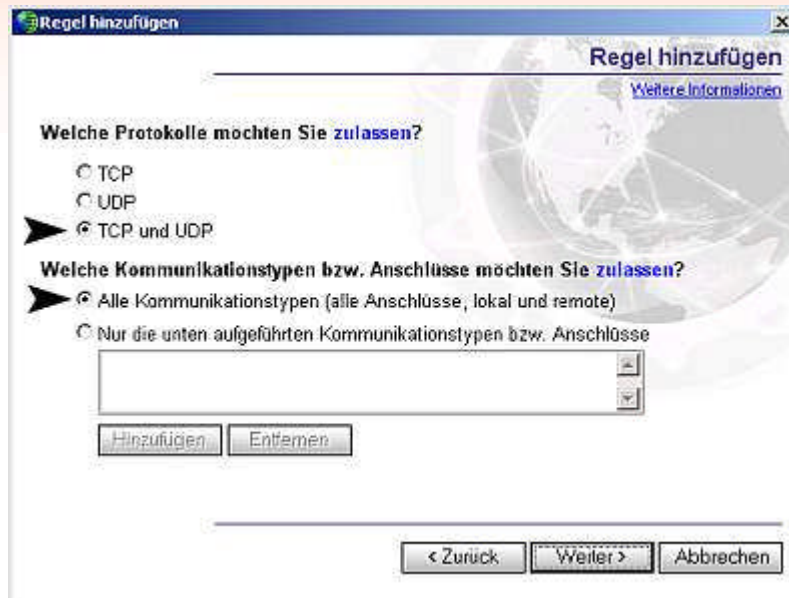 Regel hinzufügen
Regel hinzufügen
Weitere Informationen
Welche Protokolle möchten Sie zulassen?
TCP
UDP
TCP und UDP
Welche Kommunikationstypen bzw. Anschlüsse möchten Sie zulassen?
Alle Kommunikationstypen (alle Anschlüsse, lokal und remote)
Nur die unten aufgeführten Kommunikationstypen bzw. Anschlüsse
Hinzufügen Entfernen
< Zurück Weiter > Abbrechen